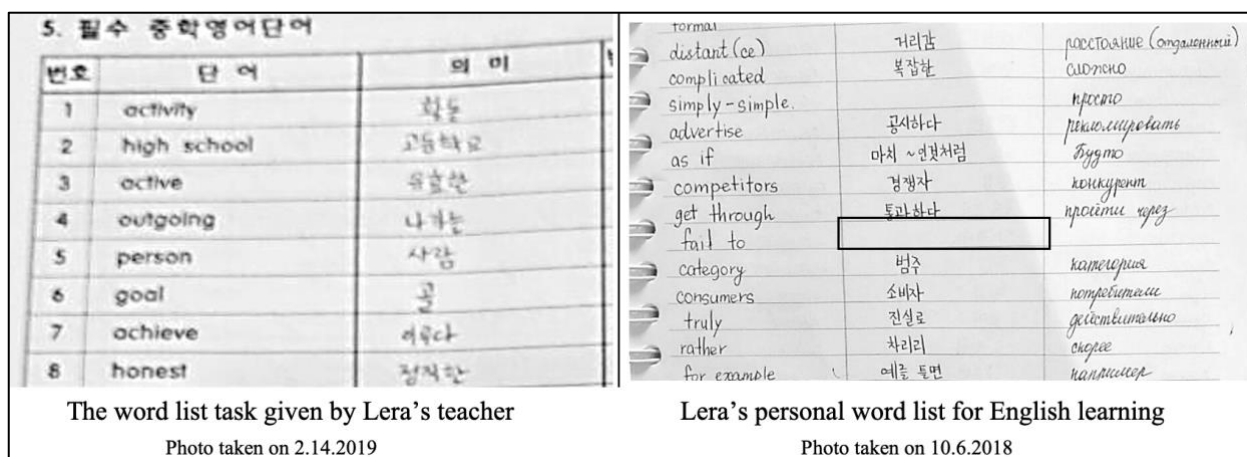 5. 필수 중학영어단어
번호 단어 의미
1 activity 활동
2 high school 고등학교
3 active 유효한
4 outgoing 나가는
5 person 사람
6 goal 골
7 achieve 이루다
8 honest 정직한
The word list task given by Lera's teacher
Photo taken on 2.14.2019
formal
distant(ce) 거리감 расстояние (отдаленный)
complicated 복잡한 сложно
simply-simple. просто
advertise 공시하다 рекломировать
as if 마치 ~인것처럼 Будто
competitors 경쟁자 конкурент
get through 통과하다 пройти через
fail to
category 범주 категория
consumers 소비자 потребители
truly 진실로 действительно
rather 차라리 скорее
for example 예를 들면 например
Lera's personal word list for English learning
Photo taken on 10.6.2018